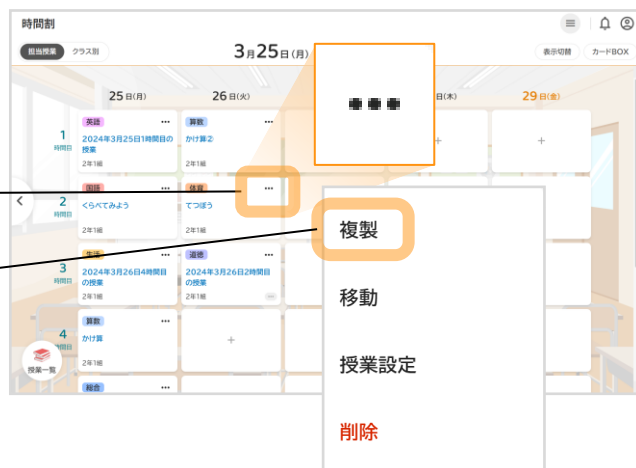 時間割
担当授業 クラス別
3月25日(月)
表示切替 カードBOX
25日(月) 26日(火) 日(木) 29日(金)
1
時間目
英語 •••
2024年3月25日1時間目の
授業
2年1組
算数 •••
かけ算②
2年1組
+
+
2
時間目
国語 •••
くらべてみよう
2年1組
体育 •••
てつぼう
2年1組
3
時間目
生活 •••
2024年3月26日4時間目
の授業
2年1組
道徳 •••
2024年3月26日2時間目
の授業
2年1組
4
時間目
算数 •••
かけ算
2年1組
+
総合 •••
授業一覧
•••
複製
移動
授業設定
削除